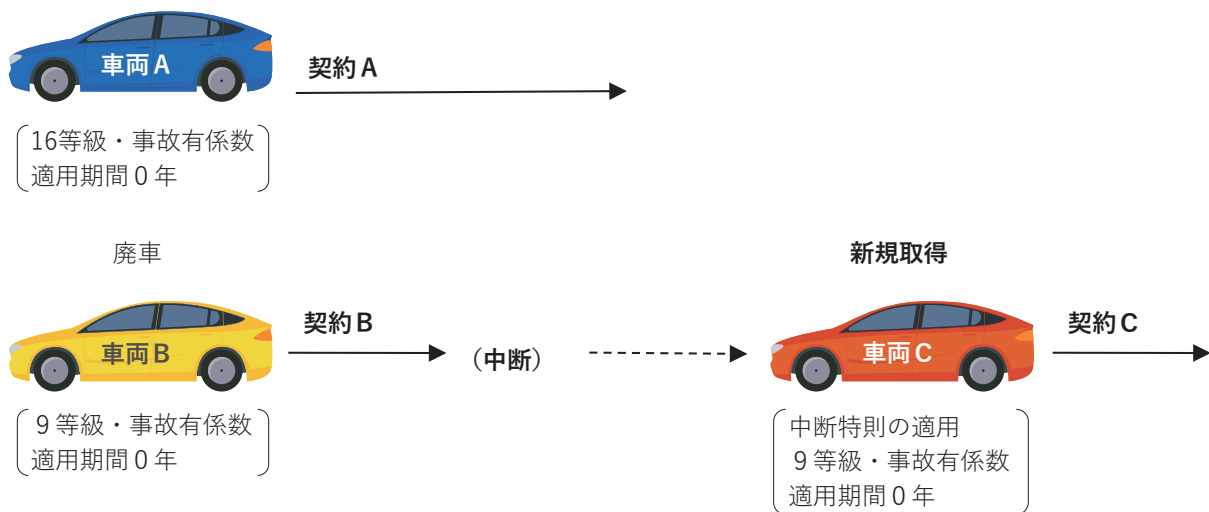 車両A
契約A
16等級・事故有係数
適用期間0年
廃車
新規取得
車両B
契約B
(中断)
車両C
契約C
9等級・事故有係数
適用期間0年
中断特則の適用
9等級・事故有係数
適用期間0年